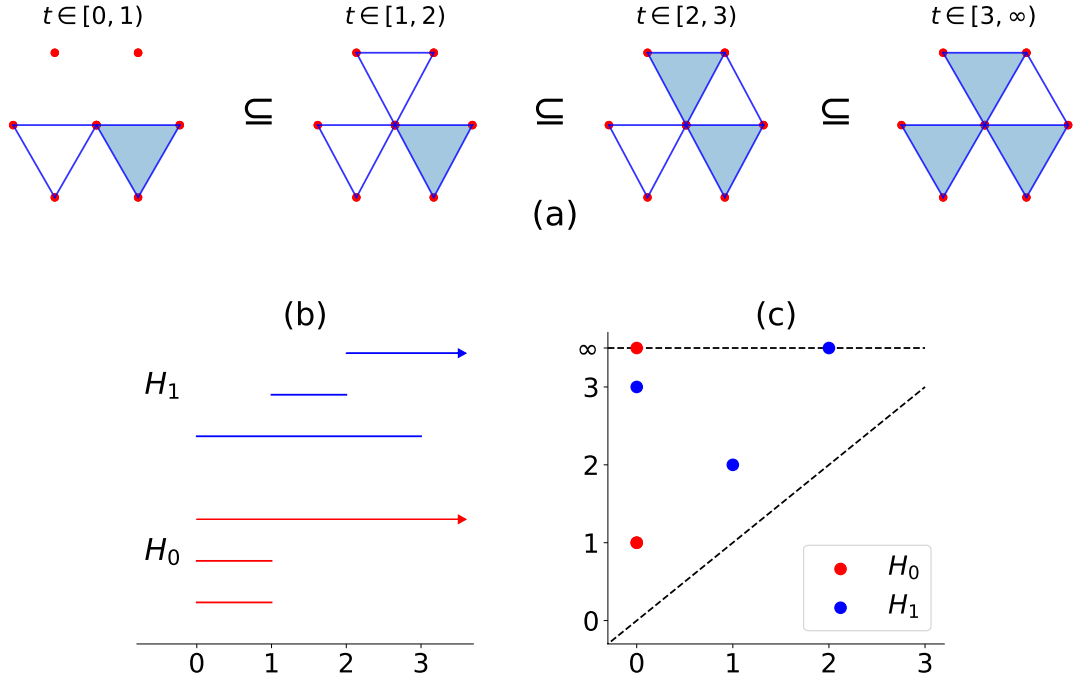 t ∈ [0, 1)
t ∈ [1, 2)
t ∈ [2, 3)
t ∈ [3, ∞)
⊆ ⊆ ⊆
(a)
(b)
H₁
H₀
0 1 2 3
(c)
∞
3
2
1
0
H₀
H₁
0 1 2 3